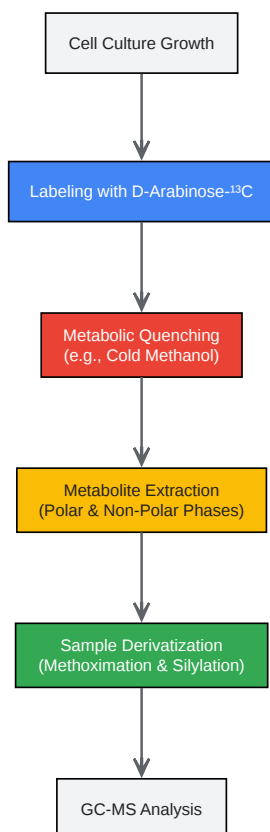 Cell Culture Growth
Labeling with D-Arabinose-¹³C
Metabolic Quenching
(e.g., Cold Methanol)
Metabolite Extraction
(Polar & Non-Polar Phases)
Sample Derivatization
(Methoximation & Silylation)
GC-MS Analysis